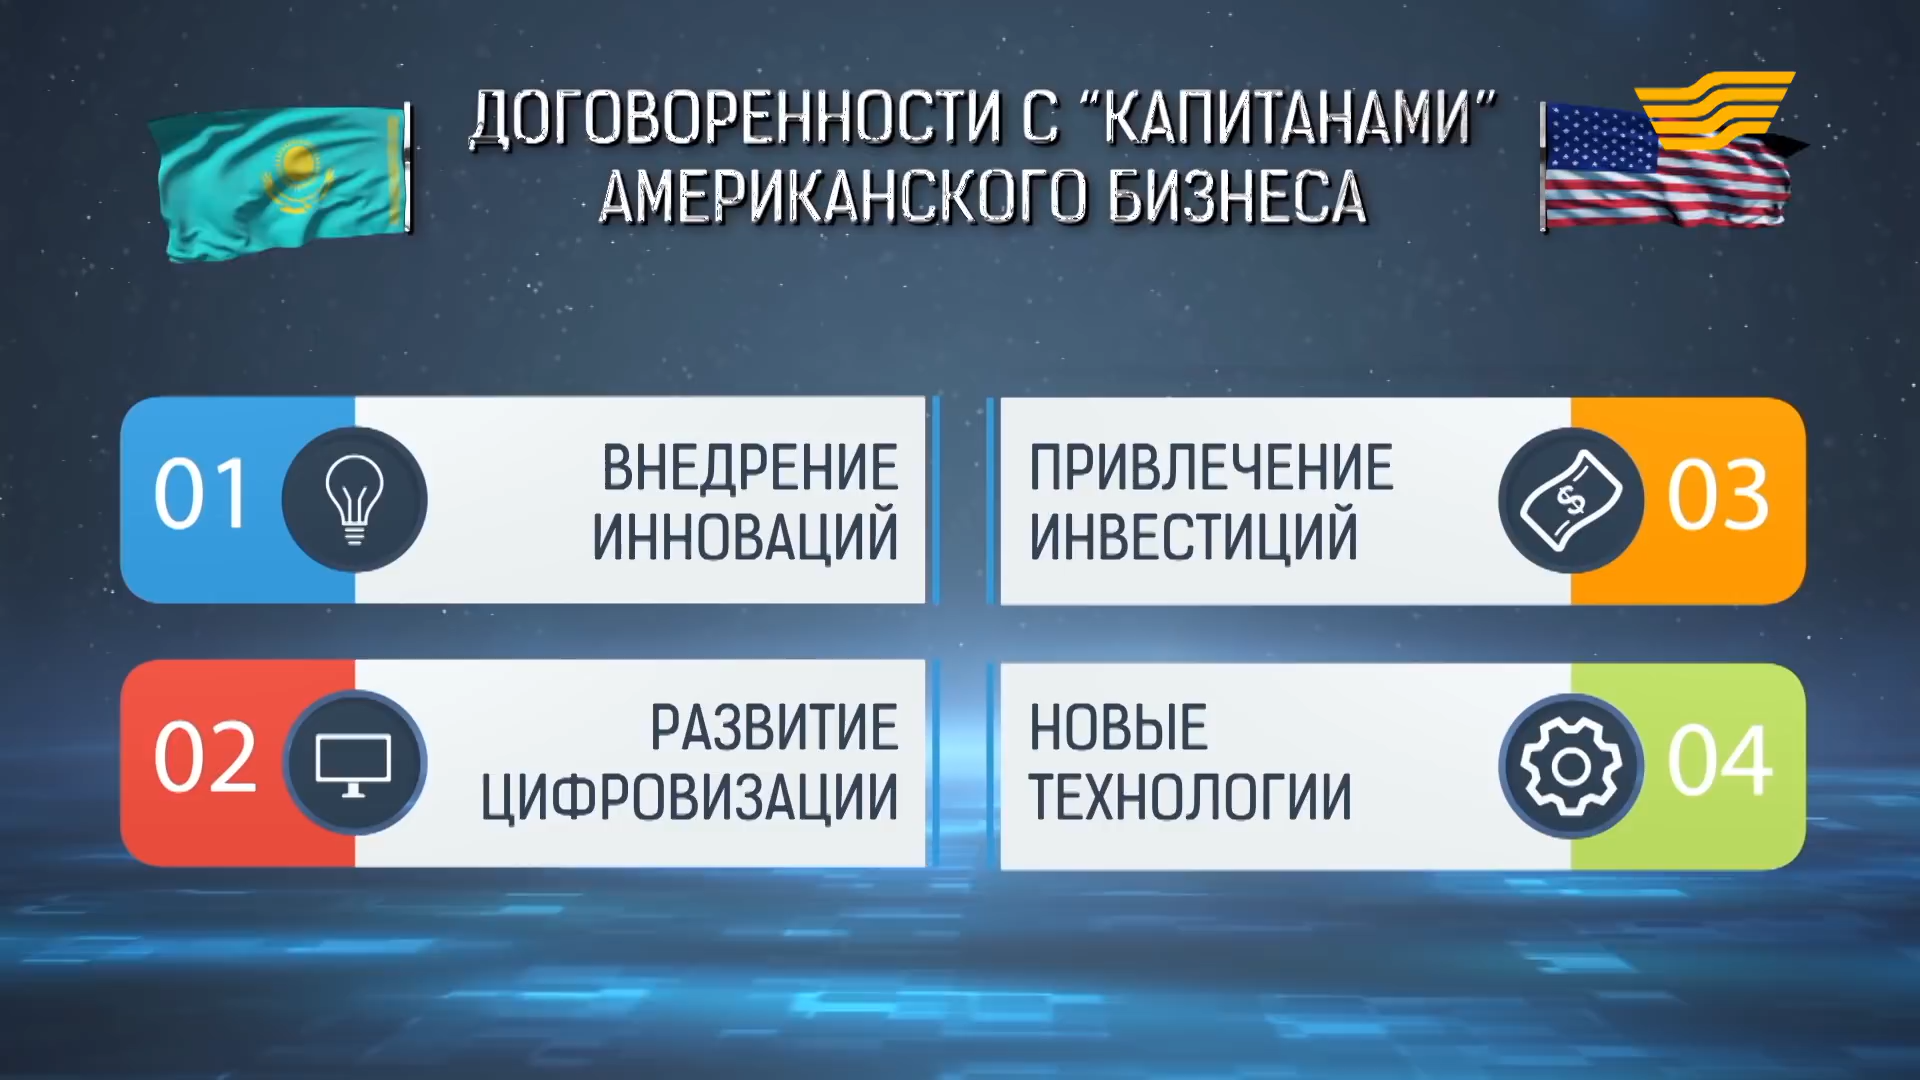 ДОГОВОРЕННОСТИ С “КАПИТАНАМИ”
АМЕРИКАНСКОГО БИЗНЕСА
01
ВНЕДРЕНИЕ
ИННОВАЦИЙ
02
РАЗВИТИЕ
ЦИФРОВИЗАЦИИ
ПРИВЛЕЧЕНИЕ
ИНВЕСТИЦИЙ
$
03
НОВЫЕ
ТЕХНОЛОГИИ
04